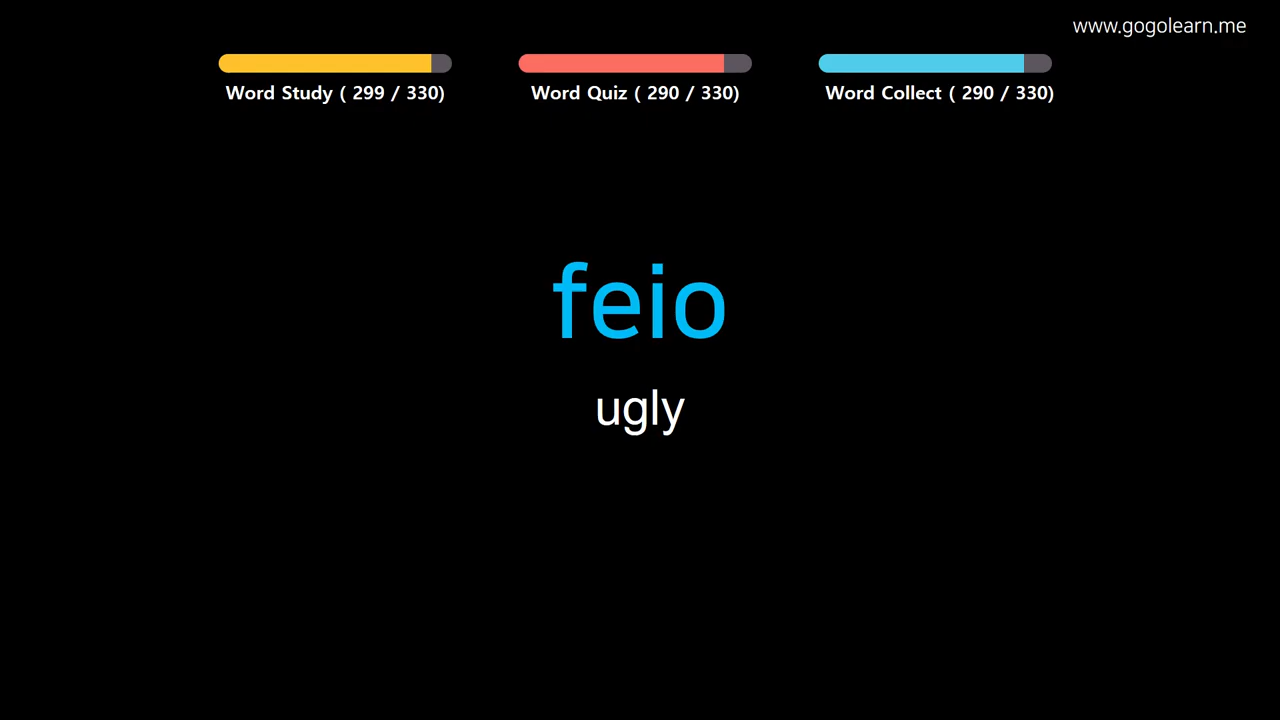 www.gogolearn.me
Word Study ( 299 / 330)
Word Quiz ( 290 / 330)
Word Collect ( 290 / 330)
feio
ugly